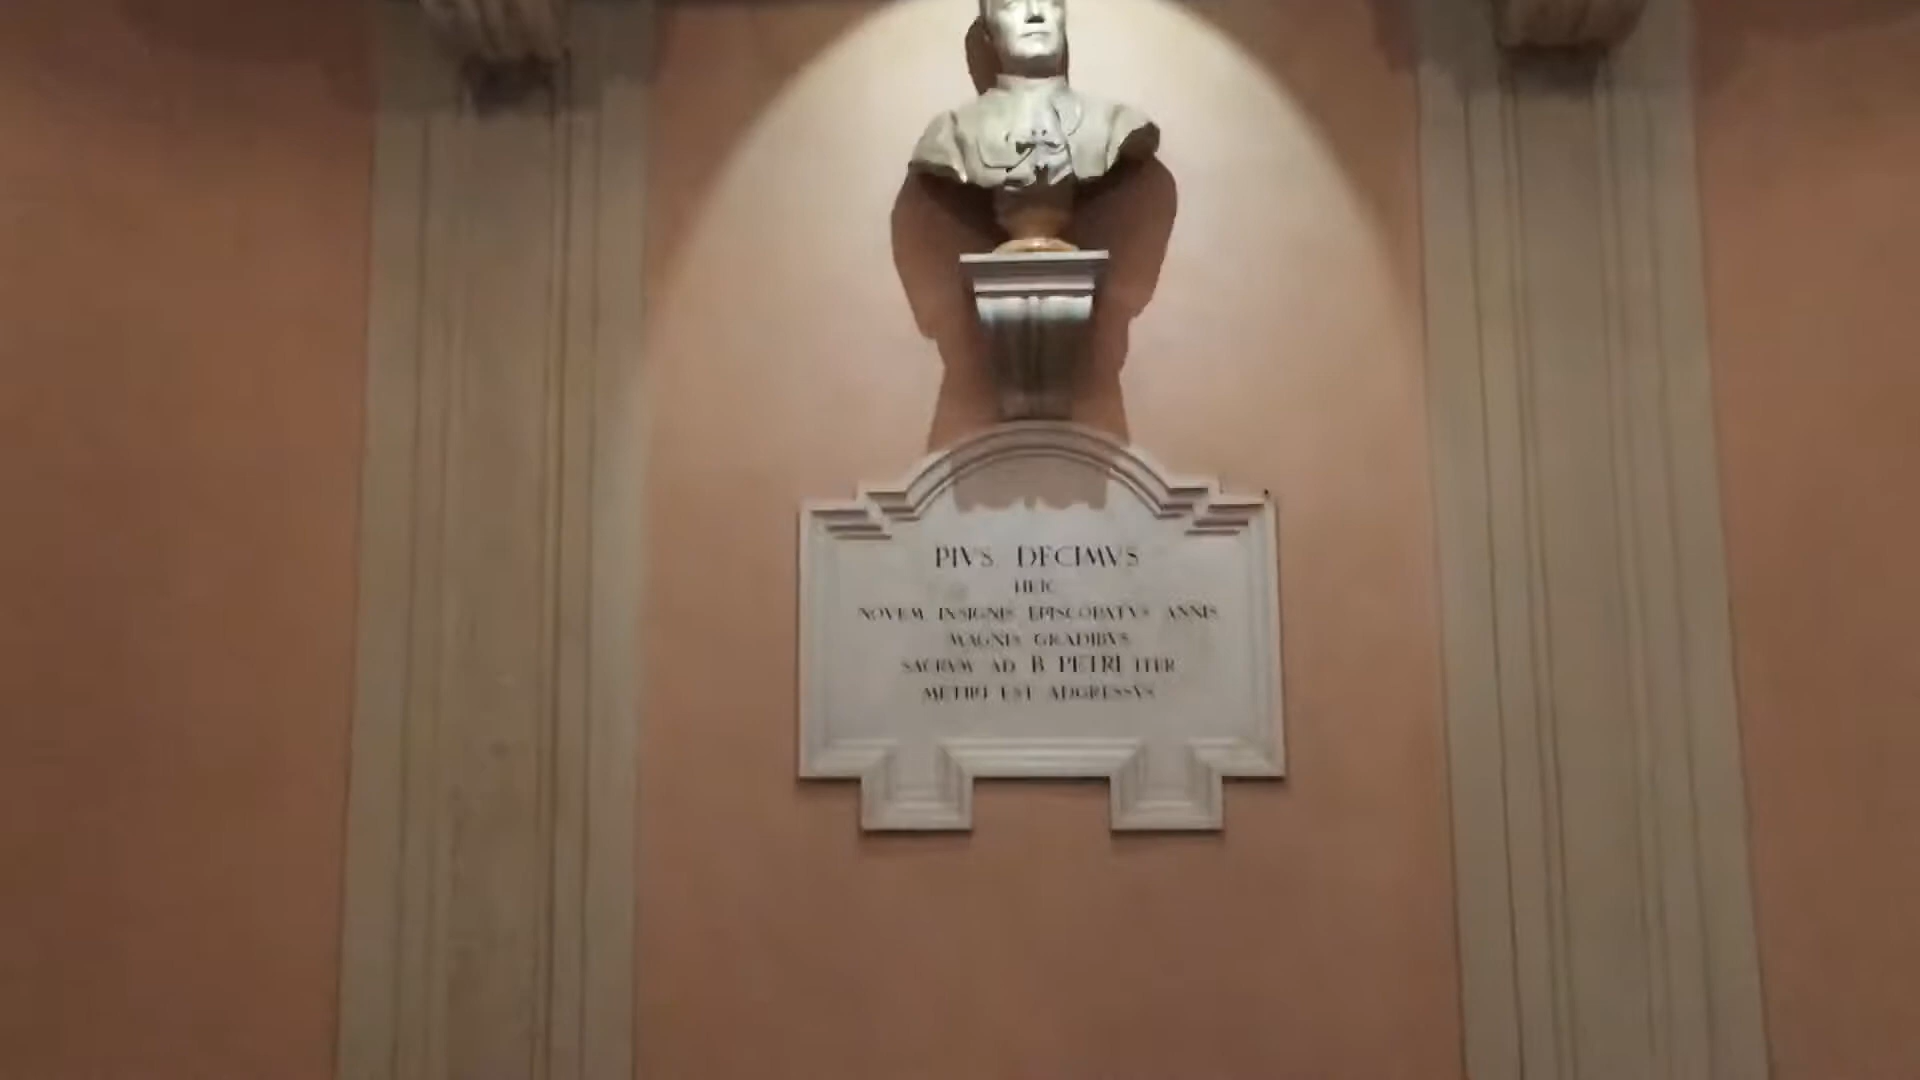 PIVS DECIMVS
HEIC
NOVEM INSIGNIS EPISCOPATVS ANNIS
MAGNIS GRADIBVS
SACRVM AD B PETRI ITER
METIRI EST ADGRESSVS